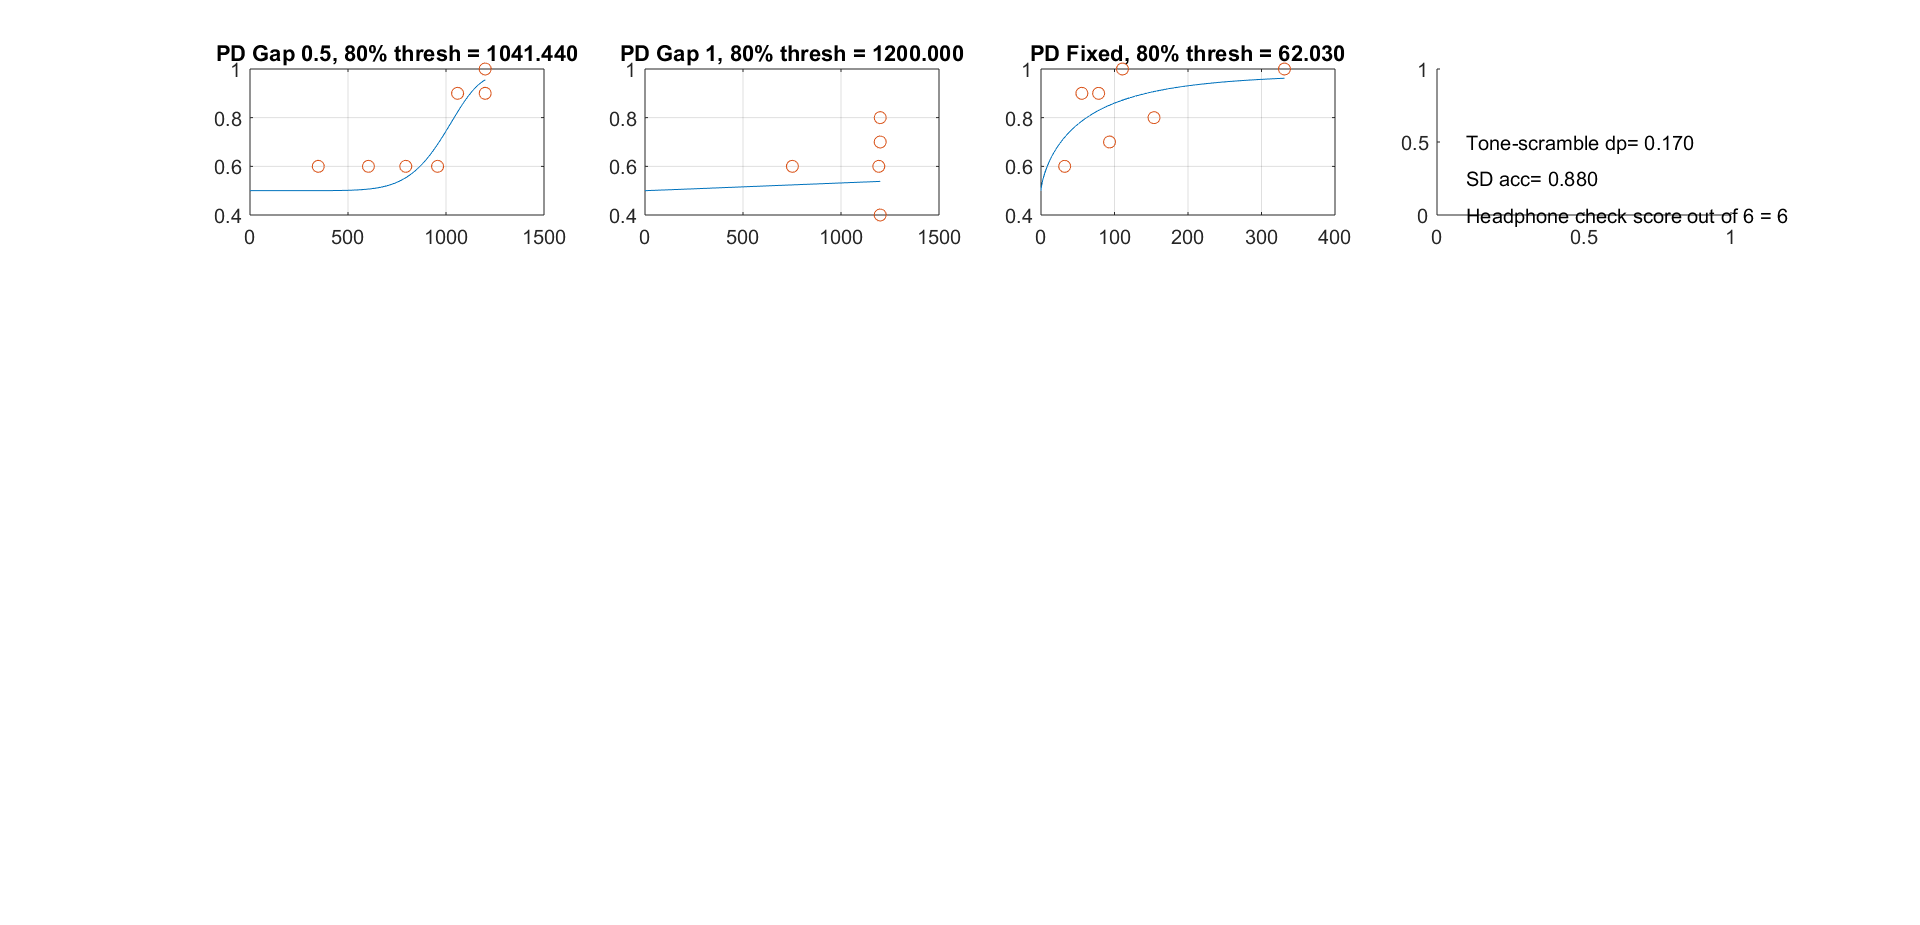 PD Gap 0.5, 80% thresh = 1041.440
1
0.8
0.6
0.4
0 500 1000 1500
PD Gap 1, 80% thresh = 1200.000
1
0.8
0.6
0.4
0 500 1000 1500
PD Fixed, 80% thresh = 62.030
1
0.8
0.6
0.4
0 100 200 300 400
1
0.5
0
Tone-scramble dp= 0.170
SD acc= 0.880
Headphone check score out of 6 = 6
0 0.5 1